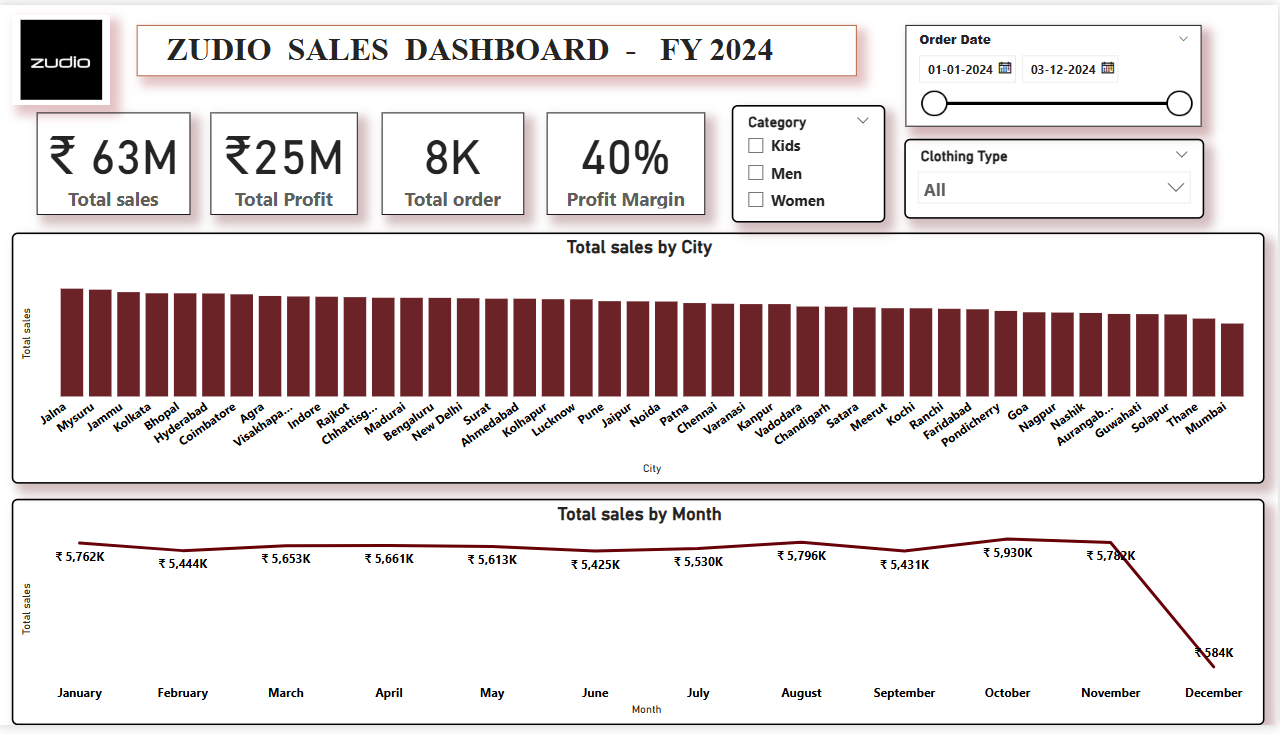 zudio
ZUDIO SALES DASHBOARD - FY 2024
Order Date
01-01-2024
03-12-2024
₹ 63M
Total sales
₹25M
Total Profit
8K
Total order
40%
Profit Margin
Category
Kids
Men
Women
Clothing Type
All
Total sales by City
Total sales
Jalna
Mysuru
Jammu
Kolkata
Bhopal
Hyderabad
Coimbatore
Agra
Visakhapa...
Indore
Rajkot
Chhattisg...
Madurai
Bengaluru
New Delhi
Surat
Ahmedabad
Kolhapur
Lucknow
Pune
Jaipur
Noida
Patna
Chennai
Varanasi
Kanpur
Vadodara
Chandigarh
Satara
Meerut
Kochi
Ranchi
Faridabad
Pondicherry
Goa
Nagpur
Nashik
Aurangab...
Guwahati
Solapur
Thane
Mumbai
City
Total sales by Month
Total sales
₹ 5,762K
₹ 5,444K
₹ 5,653K
₹ 5,661K
₹ 5,613K
₹ 5,425K
₹ 5,530K
₹ 5,796K
₹ 5,431K
₹ 5,930K
₹ 5,782K
₹ 584K
January
February
March
April
May
June
July
August
September
October
November
December
Month